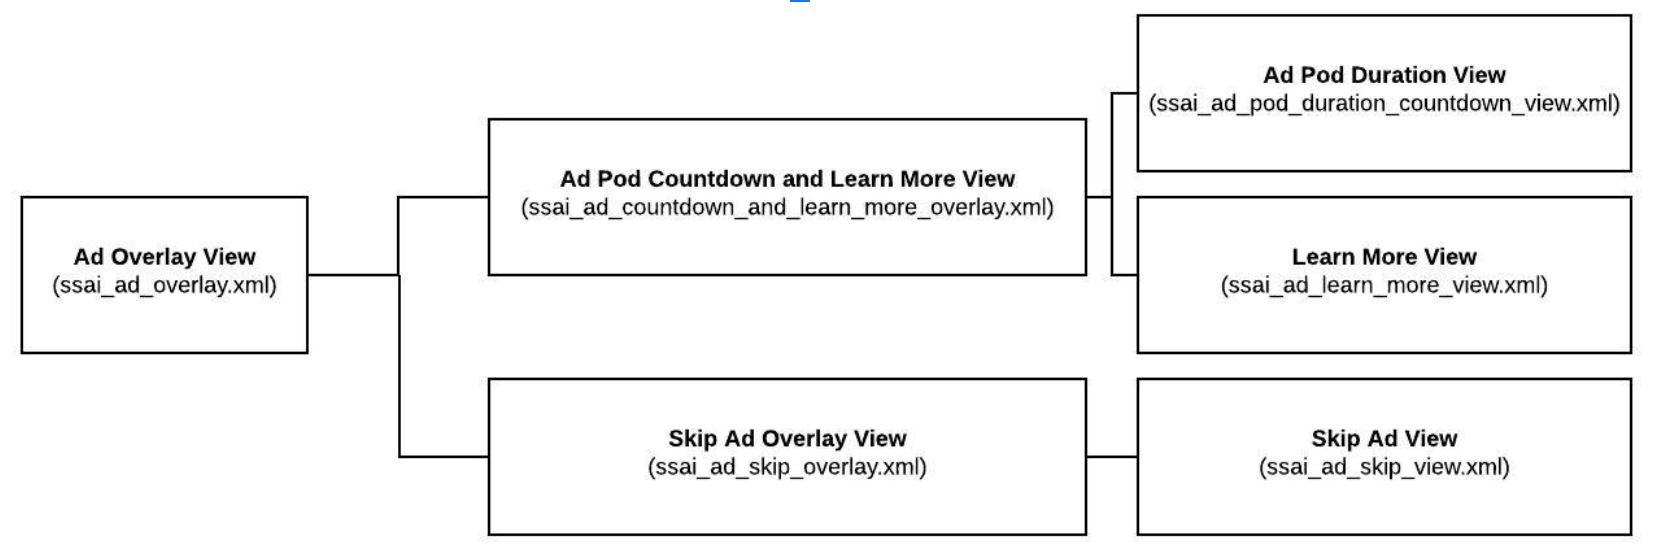 Ad Overlay View
(ssai_ad_overlay.xml)
Ad Pod Countdown and Learn More View
(ssai_ad_countdown_and_learn_more_overlay.xml)
Ad Pod Duration View
(ssai_ad_pod_duration_countdown_view.xml)
Learn More View
(ssai_ad_learn_more_view.xml)
Skip Ad Overlay View
(ssai_ad_skip_overlay.xml)
Skip Ad View
(ssai_ad_skip_view.xml)